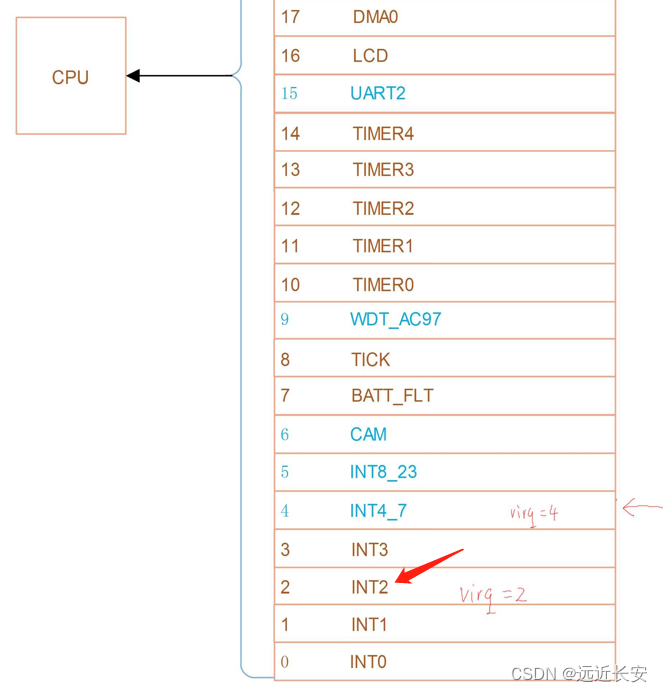 17 DMA0
CPU
16 LCD
15 UART2
14 TIMER4
13 TIMER3
12 TIMER2
11 TIMER1
10 TIMER0
9 WDT_AC97
8 TICK
7 BATT_FLT
6 CAM
5 INT8_23
4 INT4_7 virq=4
3 INT3
2 INT2 virq=2
1 INT1
0 INT0
CSDN @远近长安